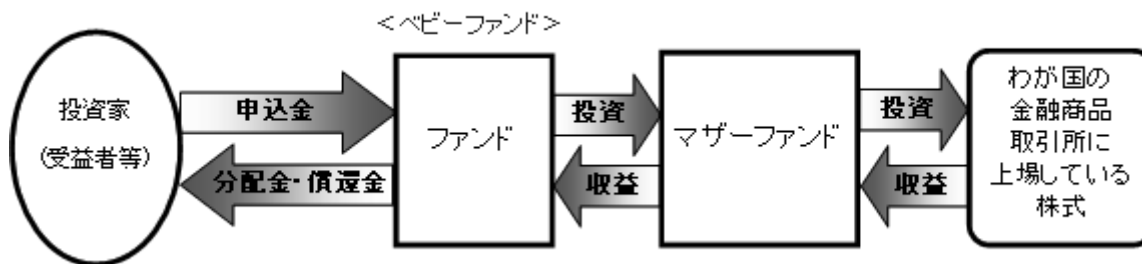 <ベビーファンド>
投資家
(受益者等)
申込金
分配金・償還金
ファンド
投資
収益
マザーファンド
投資
収益
わが国の
金融商品
取引所に
上場している
株式